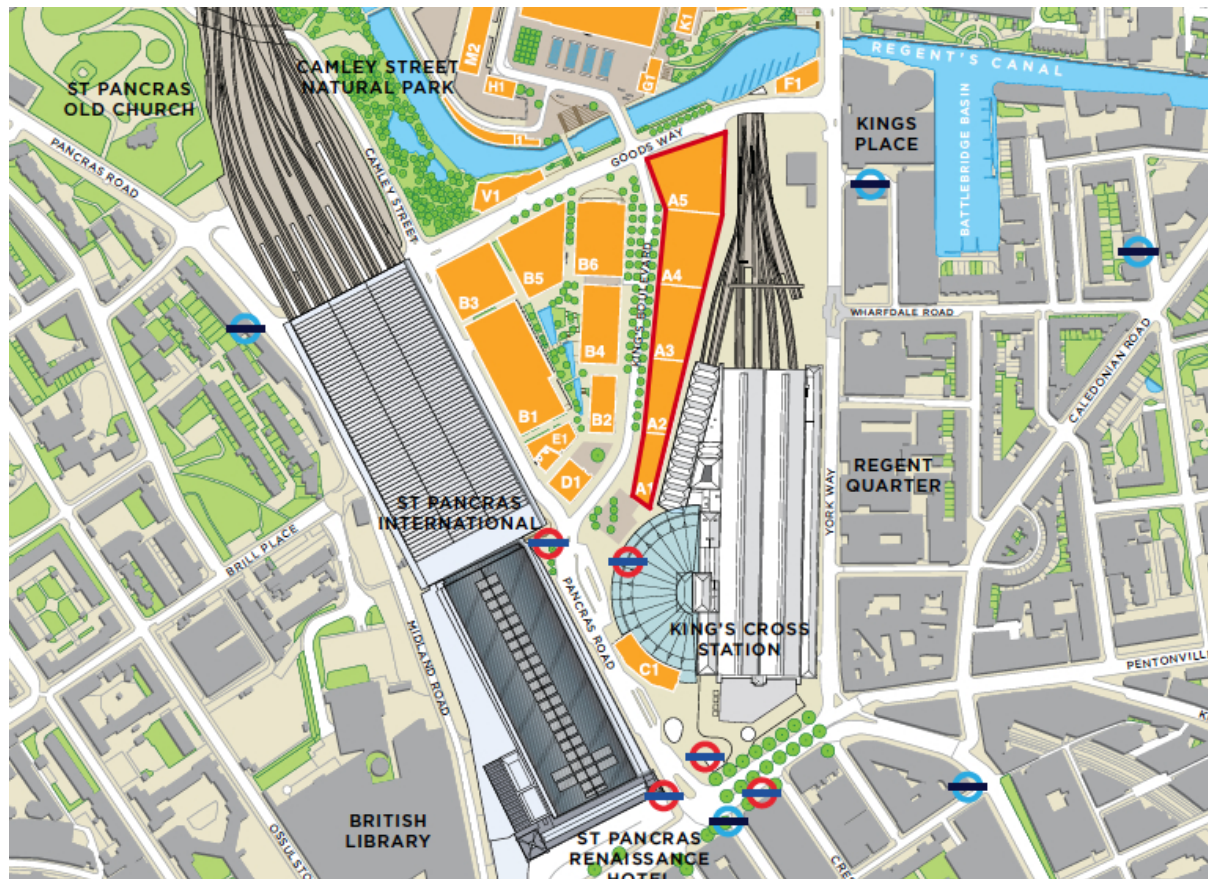 M2
K1
H1
G1
F1
REGENT'S CANAL
CAMLEY STREET
NATURAL PARK
ST PANCRAS
OLD CHURCH
PANCRAS ROAD
CAMLEY STREET
GOODS WAY
KINGS
PLACE
BATTLEBRIDGE BASIN
V1
A5
B6
B5
B3
A4
KING'S BOULEVARD
WHARFDALE ROAD
CALEDONIAN ROAD
A3
B4
B1
B2
A2
E1
D1
A1
REGENT
QUARTER
YORK WAY
ST PANCRAS
INTERNATIONAL
BRILL PLACE
PANCRAS ROAD
MIDLAND ROAD
KING'S CROSS
STATION
C1
PENTONVILLE
BRITISH
LIBRARY
OSSULSTO
ST PANCRAS
RENAISSANCE
HOTEL
CRES